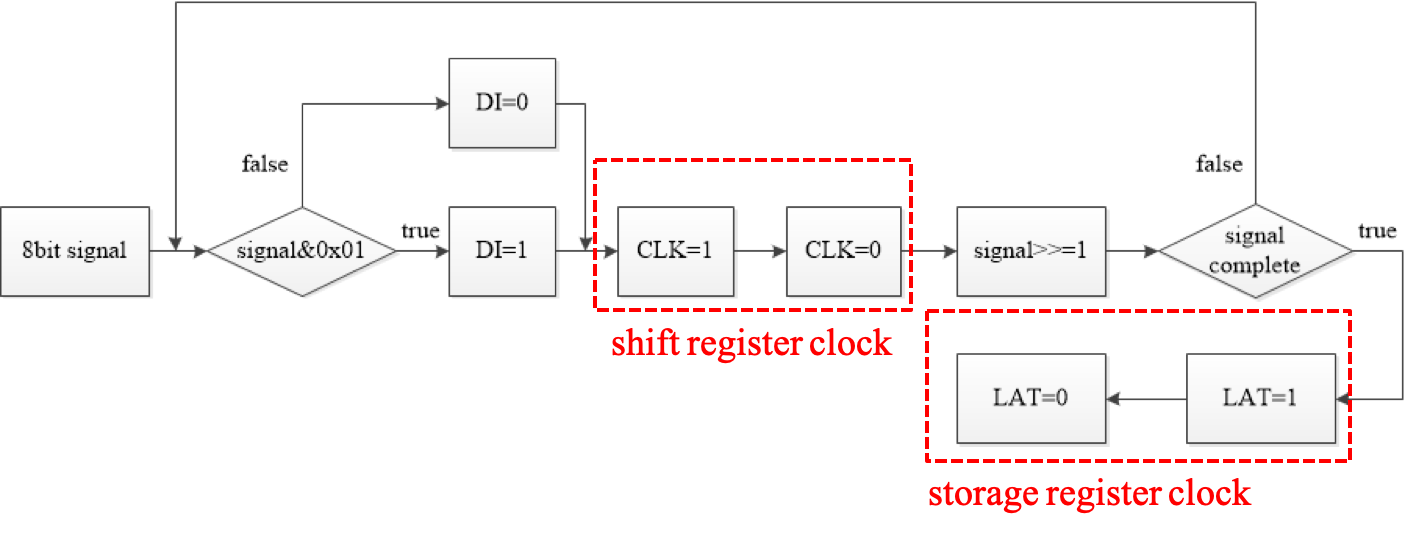 DI=0
false
false
8bit signal
signal&0x01
true
DI=1
CLK=1
CLK=0
signal>>=1
signal
complete
true
shift register clock
LAT=0
LAT=1
storage register clock